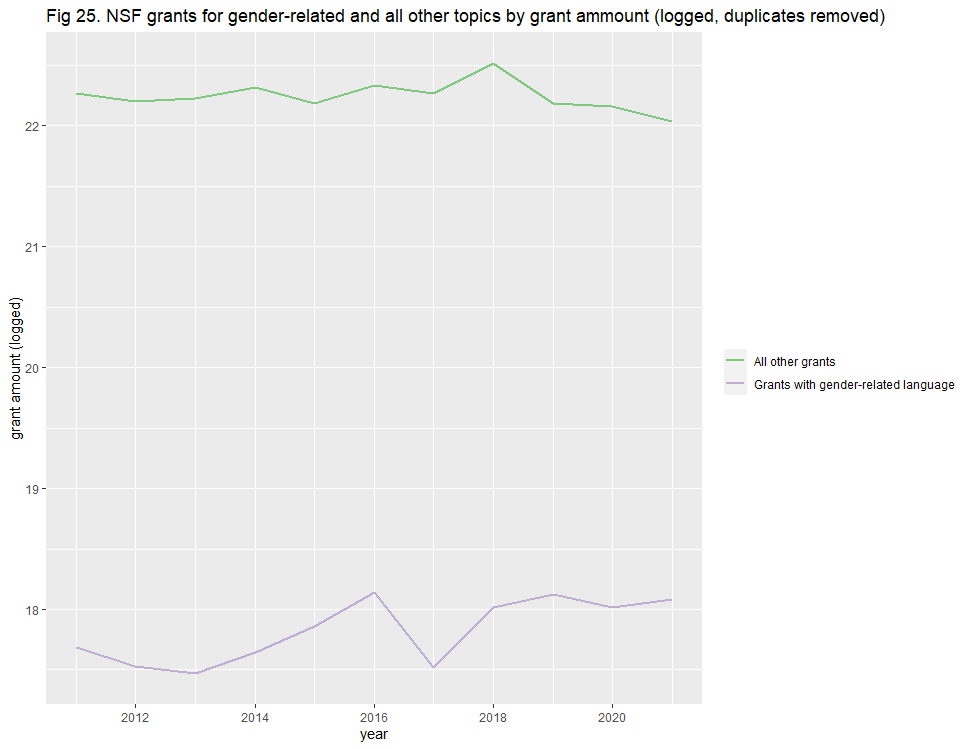 Fig 25. NSF grants for gender-related and all other topics by grant ammount (logged, duplicates removed)
22
21
20
19
18
grant amount (logged)
2012
2014
2016
2018
2020
year
All other grants
Grants with gender-related language